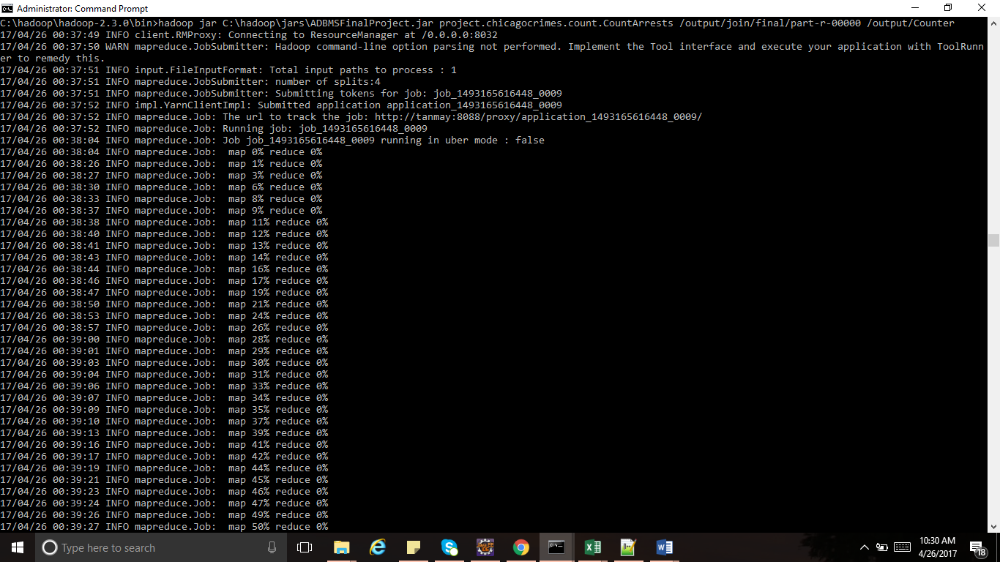 Administrator: Command Prompt
C:\hadoop\hadoop-2.3.0\bin>hadoop jar C:\hadoop\jars\ADBMSFinalProject.jar project.chicagocrimes.count.CountArrests /output/join/final/part-r-00000 /output/Counter
17/04/26 00:37:49 INFO client.RMProxy: Connecting to ResourceManager at /0.0.0.0:8032
17/04/26 00:37:50 WARN mapreduce.JobSubmitter: Hadoop command-line option parsing not performed. Implement the Tool interface and execute your application with ToolRunn
er to remedy this.
17/04/26 00:37:51 INFO input.FileInputFormat: Total input paths to process : 1
17/04/26 00:37:51 INFO mapreduce.JobSubmitter: number of splits:4
17/04/26 00:37:51 INFO mapreduce.JobSubmitter: Submitting tokens for job: job_1493165616448_0009
17/04/26 00:37:52 INFO impl.YarnClientImpl: Submitted application application_1493165616448_0009
17/04/26 00:37:52 INFO mapreduce.Job: The url to track the job: http://tanmay:8088/proxy/application_1493165616448_0009/
17/04/26 00:37:52 INFO mapreduce.Job: Running job: job_1493165616448_0009
17/04/26 00:38:04 INFO mapreduce.Job: Job job_1493165616448_0009 running in uber mode : false
17/04/26 00:38:04 INFO mapreduce.Job:  map 0% reduce 0%
17/04/26 00:38:26 INFO mapreduce.Job:  map 1% reduce 0%
17/04/26 00:38:27 INFO mapreduce.Job:  map 3% reduce 0%
17/04/26 00:38:30 INFO mapreduce.Job:  map 6% reduce 0%
17/04/26 00:38:33 INFO mapreduce.Job:  map 8% reduce 0%
17/04/26 00:38:37 INFO mapreduce.Job:  map 9% reduce 0%
17/04/26 00:38:38 INFO mapreduce.Job:  map 11% reduce 0%
17/04/26 00:38:40 INFO mapreduce.Job:  map 12% reduce 0%
17/04/26 00:38:41 INFO mapreduce.Job:  map 13% reduce 0%
17/04/26 00:38:43 INFO mapreduce.Job:  map 14% reduce 0%
17/04/26 00:38:44 INFO mapreduce.Job:  map 16% reduce 0%
17/04/26 00:38:46 INFO mapreduce.Job:  map 17% reduce 0%
17/04/26 00:38:47 INFO mapreduce.Job:  map 19% reduce 0%
17/04/26 00:38:50 INFO mapreduce.Job:  map 21% reduce 0%
17/04/26 00:38:53 INFO mapreduce.Job:  map 24% reduce 0%
17/04/26 00:38:57 INFO mapreduce.Job:  map 26% reduce 0%
17/04/26 00:39:00 INFO mapreduce.Job:  map 28% reduce 0%
17/04/26 00:39:01 INFO mapreduce.Job:  map 29% reduce 0%
17/04/26 00:39:03 INFO mapreduce.Job:  map 30% reduce 0%
17/04/26 00:39:04 INFO mapreduce.Job:  map 31% reduce 0%
17/04/26 00:39:06 INFO mapreduce.Job:  map 33% reduce 0%
17/04/26 00:39:07 INFO mapreduce.Job:  map 34% reduce 0%
17/04/26 00:39:09 INFO mapreduce.Job:  map 35% reduce 0%
17/04/26 00:39:10 INFO mapreduce.Job:  map 37% reduce 0%
17/04/26 00:39:13 INFO mapreduce.Job:  map 39% reduce 0%
17/04/26 00:39:16 INFO mapreduce.Job:  map 41% reduce 0%
17/04/26 00:39:17 INFO mapreduce.Job:  map 42% reduce 0%
17/04/26 00:39:19 INFO mapreduce.Job:  map 44% reduce 0%
17/04/26 00:39:21 INFO mapreduce.Job:  map 45% reduce 0%
17/04/26 00:39:23 INFO mapreduce.Job:  map 46% reduce 0%
17/04/26 00:39:24 INFO mapreduce.Job:  map 47% reduce 0%
17/04/26 00:39:26 INFO mapreduce.Job:  map 49% reduce 0%
17/04/26 00:39:27 INFO mapreduce.Job:  map 50% reduce 0%
Type here to search
10:30 AM
4/26/2017
18